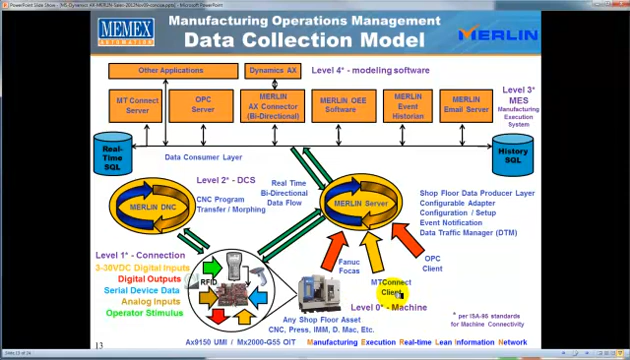 Microsoft PowerPoint
MEMEX
AUTOMATION
Manufacturing Operations Management
Data Collection Model
MERLIN
Other Applications
Dynamics AX
Level 4* - modeling software
MT Connect
Server
OPC
Server
MERLIN
AX Connector
(Bi-Directional)
MERLIN OEE
Software
MERLIN
Event
Historian
MERLIN
Email Server
Level 3*
MES
Manufacturing
Execution
System
Real-
Time
SQL
Data Consumer Layer
History
SQL
Level 2* - DCS
MERLIN DNC
CNC Program
Transfer / Morphing
Real Time
Bi-Directional
Data Flow
MERLIN Server
Shop Floor Data Producer Layer
Configurable Adapter
Configuration / Setup
Event Notification
Data Traffic Manager (DTM)
Level 1* - Connection
3-30VDC Digital Inputs
Digital Outputs
Serial Device Data
Analog Inputs
Operator Stimulus
RFID
Fanuc
Focas
MTConnect
Client
OPC
Client
Level 0* - Machine
Any Shop Floor Asset
CNC, Press, IMM, D. Mac, Etc.
* per ISA-95 standards
for Machine Connectivity
13
Ax9150 UMI / Mx2000-G55 OIT
Manufacturing Execution Real-time Lean Information Network